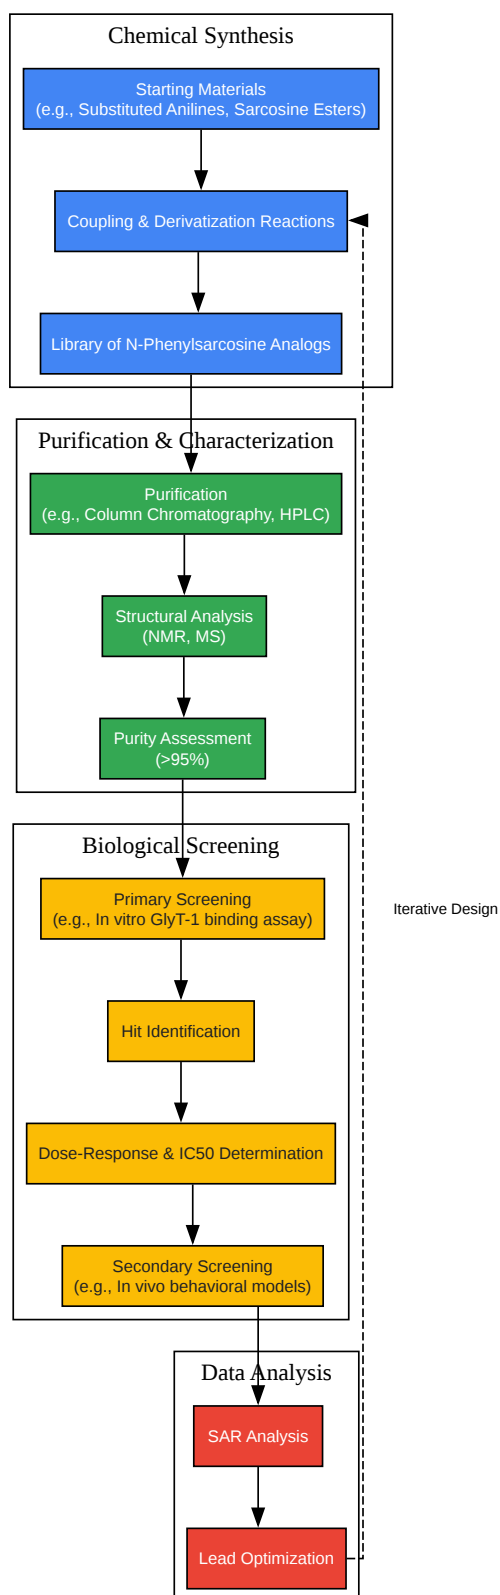 Chemical Synthesis
Starting Materials
(e.g., Substituted Anilines, Sarcosine Esters)
Coupling & Derivatization Reactions
Library of N-Phenylsarcosine Analogs
Purification & Characterization
Purification
(e.g., Column Chromatography, HPLC)
Structural Analysis
(NMR, MS)
Purity Assessment
(>95%)
Biological Screening
Primary Screening
(e.g., In vitro GlyT-1 binding assay)
Iterative Design
Hit Identification
Dose-Response & IC50 Determination
Secondary Screening
(e.g., In vivo behavioral models)
Data Analysis
SAR Analysis
Lead Optimization